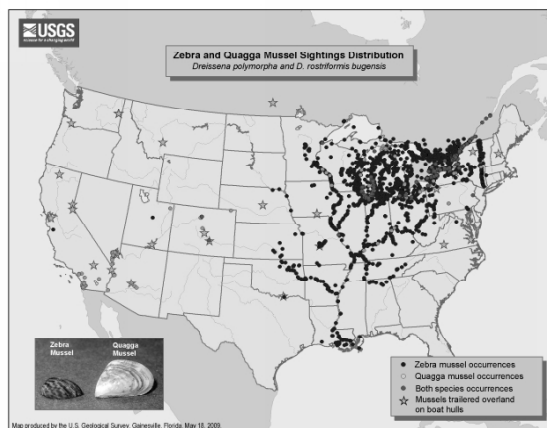 USGS
Zebra and Quagga Mussel Sightings Distribution
Dreissena polymorpha and D. rostriformis bugensis
Zebra
Mussel
Quagga
Mussel
Zebra mussel occurrences
Quagga mussel occurrences
Both species occurrences
Mussels trailered overland
on boat hulls
Map produced by the U.S. Geological Survey, Gainesville, Florida, May 18, 2009.